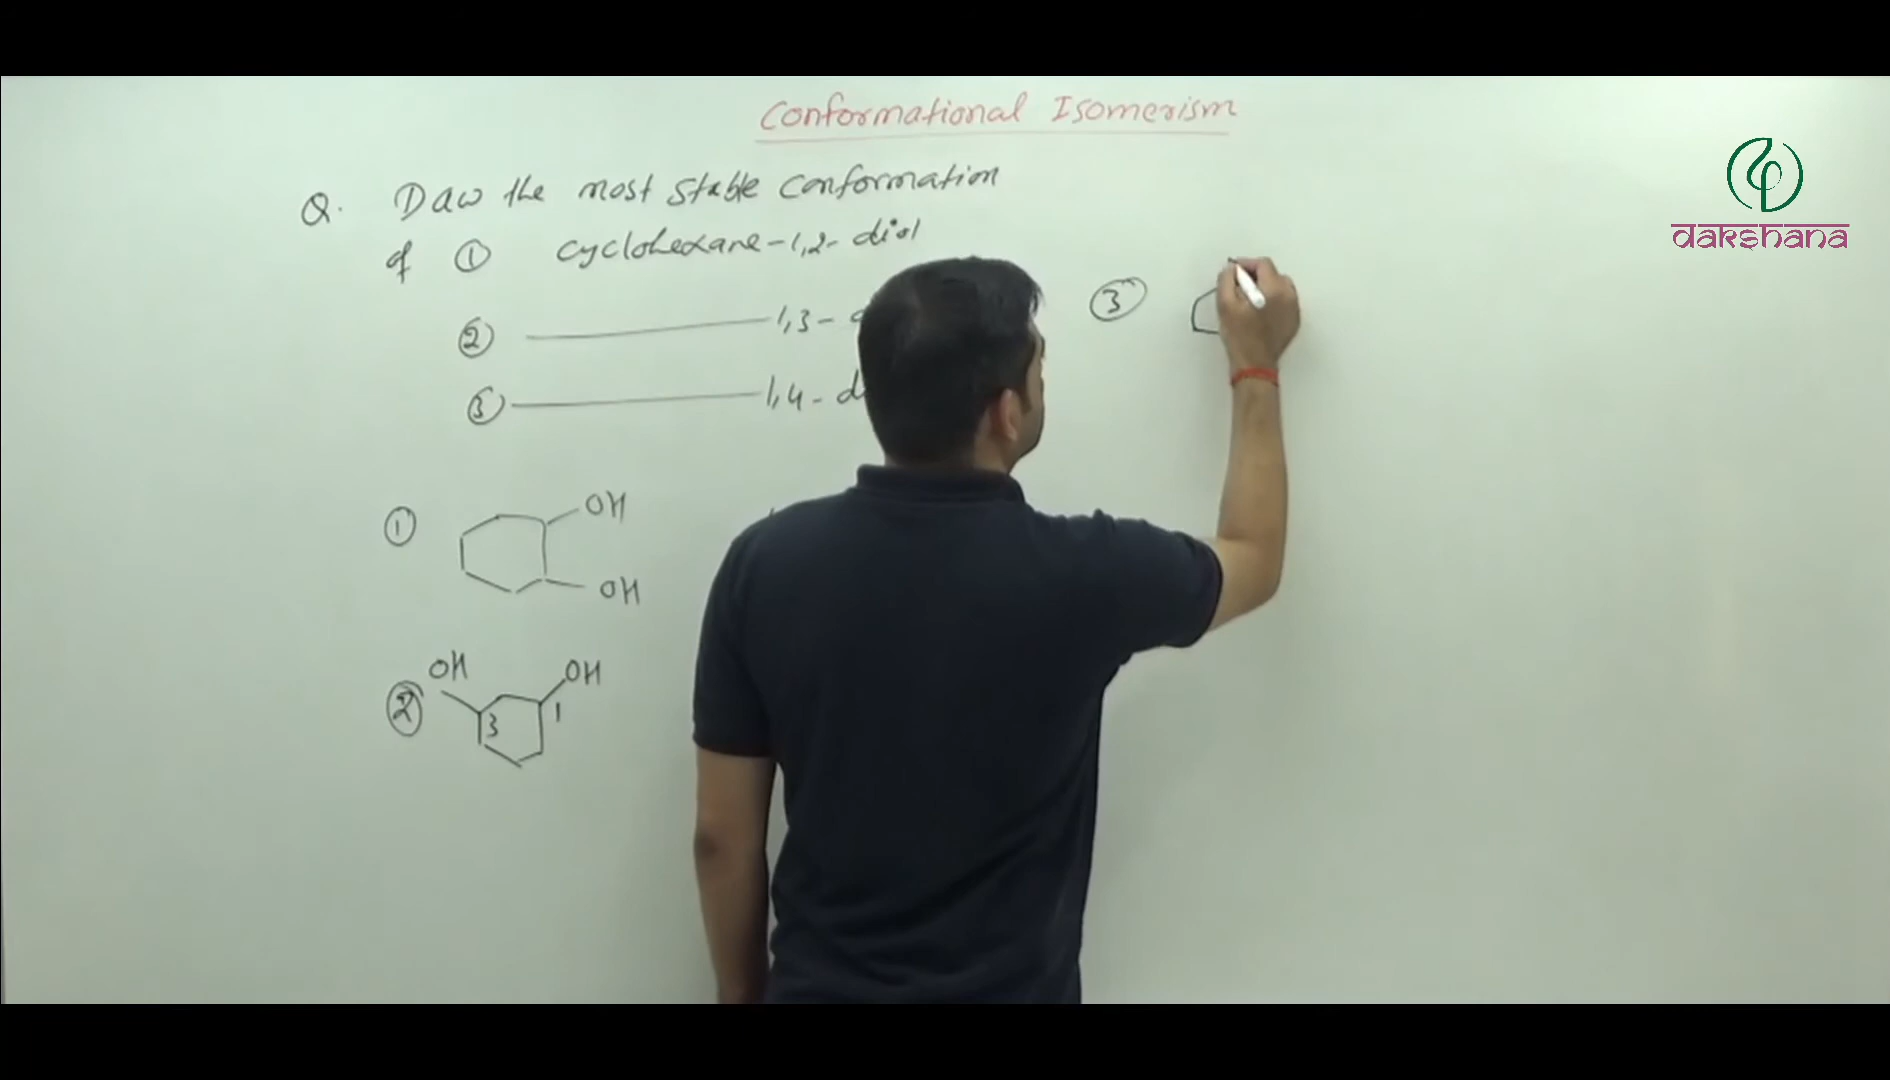 Conformational Isomerism
Q. Daw the most stable conformation
of ① cyclohexane-1,2-diol
② 1,3-
③ 1,4-
③
① OH
OH
② OH OH
3 1
dakshana